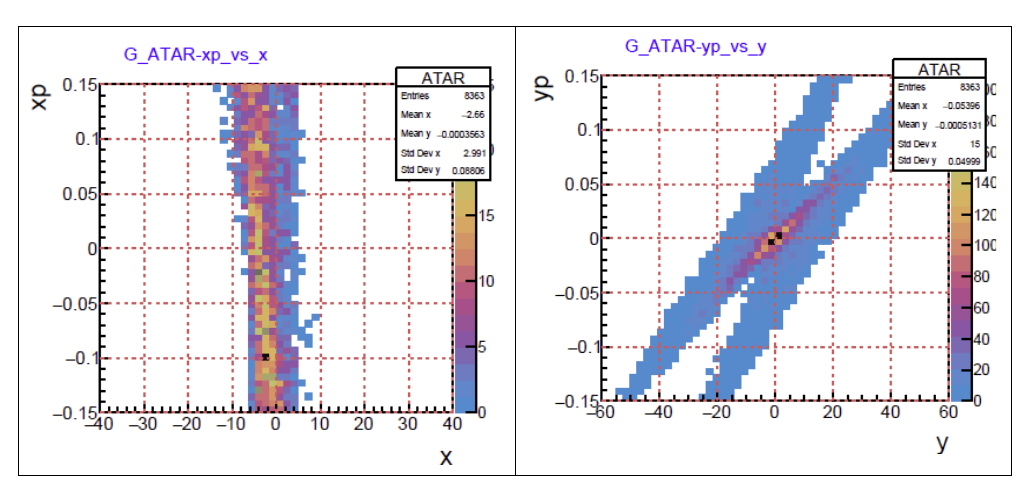 G_ATAR-xp_vs_x
xp
0.15
0.1
0.05
0
−0.05
−0.1
−0.15
−40 −30 −20 −10 0 10 20 30 40
x
ATAR
Entries 8363
Mean x −2.66
Mean y −0.0003563
Std Dev x 2.991
Std Dev y 0.08806
15
10
5
0
G_ATAR-yp_vs_y
yp
0.15
0.1
0.05
0
−0.05
−0.1
−0.15
−60 −40 −20 0 20 40 60
y
ATAR
Entries 8363
Mean x −0.05396
Mean y −0.0005131
Std Dev x 15
Std Dev y 0.04999
140
120
100
80
60
40
20
0